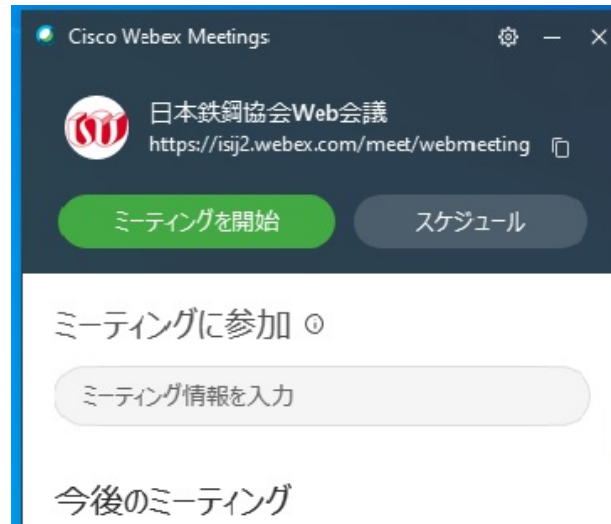 Cisco Webex Meetings
日本鉄鋼協会Web会議
https://isij2.webex.com/meet/webmeeting
ミーティングを開始
スケジュール
ミーティングに参加
ミーティング情報を入力
今後のミーティング